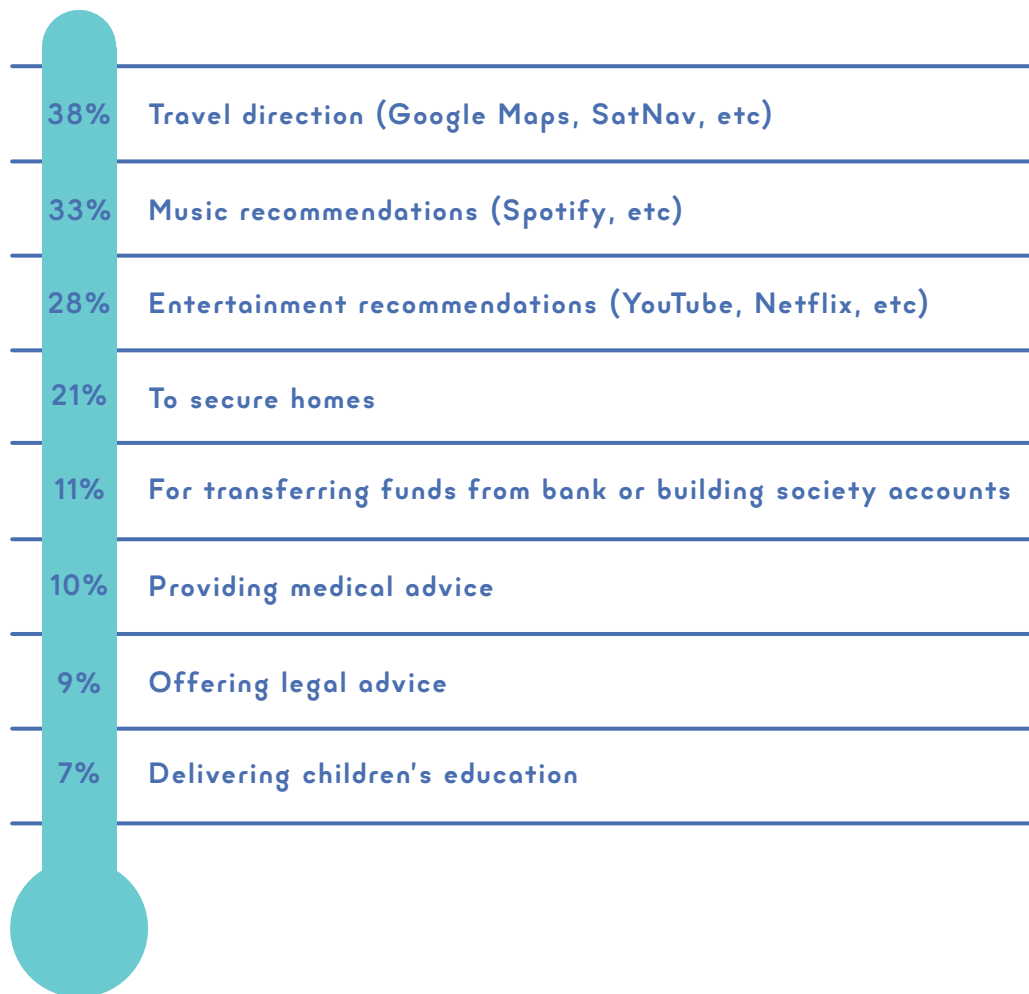 38% Travel direction (Google Maps, SatNav, etc)
33% Music recommendations (Spotify, etc)
28% Entertainment recommendations (YouTube, Netflix, etc)
21% To secure homes
11% For transferring funds from bank or building society accounts
10% Providing medical advice
9% Offering legal advice
7% Delivering children's education